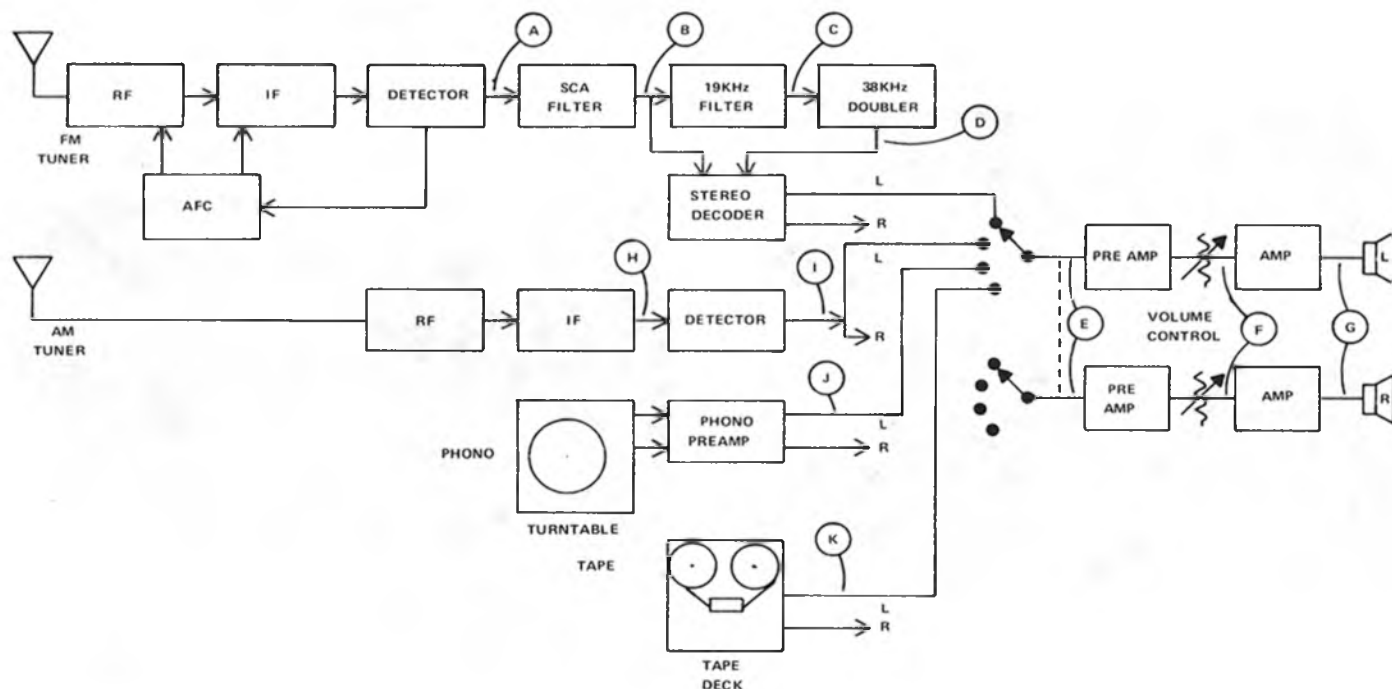 A
B
C
RF
IF
DETECTOR
SCA
FILTER
19KHz
FILTER
38KHz
DOUBLER
D
FM
TUNER
AFC
STEREO
DECODER
L
R
PRE AMP
AMP
L
H
I
L
RF
IF
DETECTOR
R
AM
TUNER
E
VOLUME
CONTROL
F
G
J
PRE
AMP
AMP
R
PHONO
PHONO
PREAMP
L
R
TURNTABLE
TAPE
K
L
R
TAPE
DECK